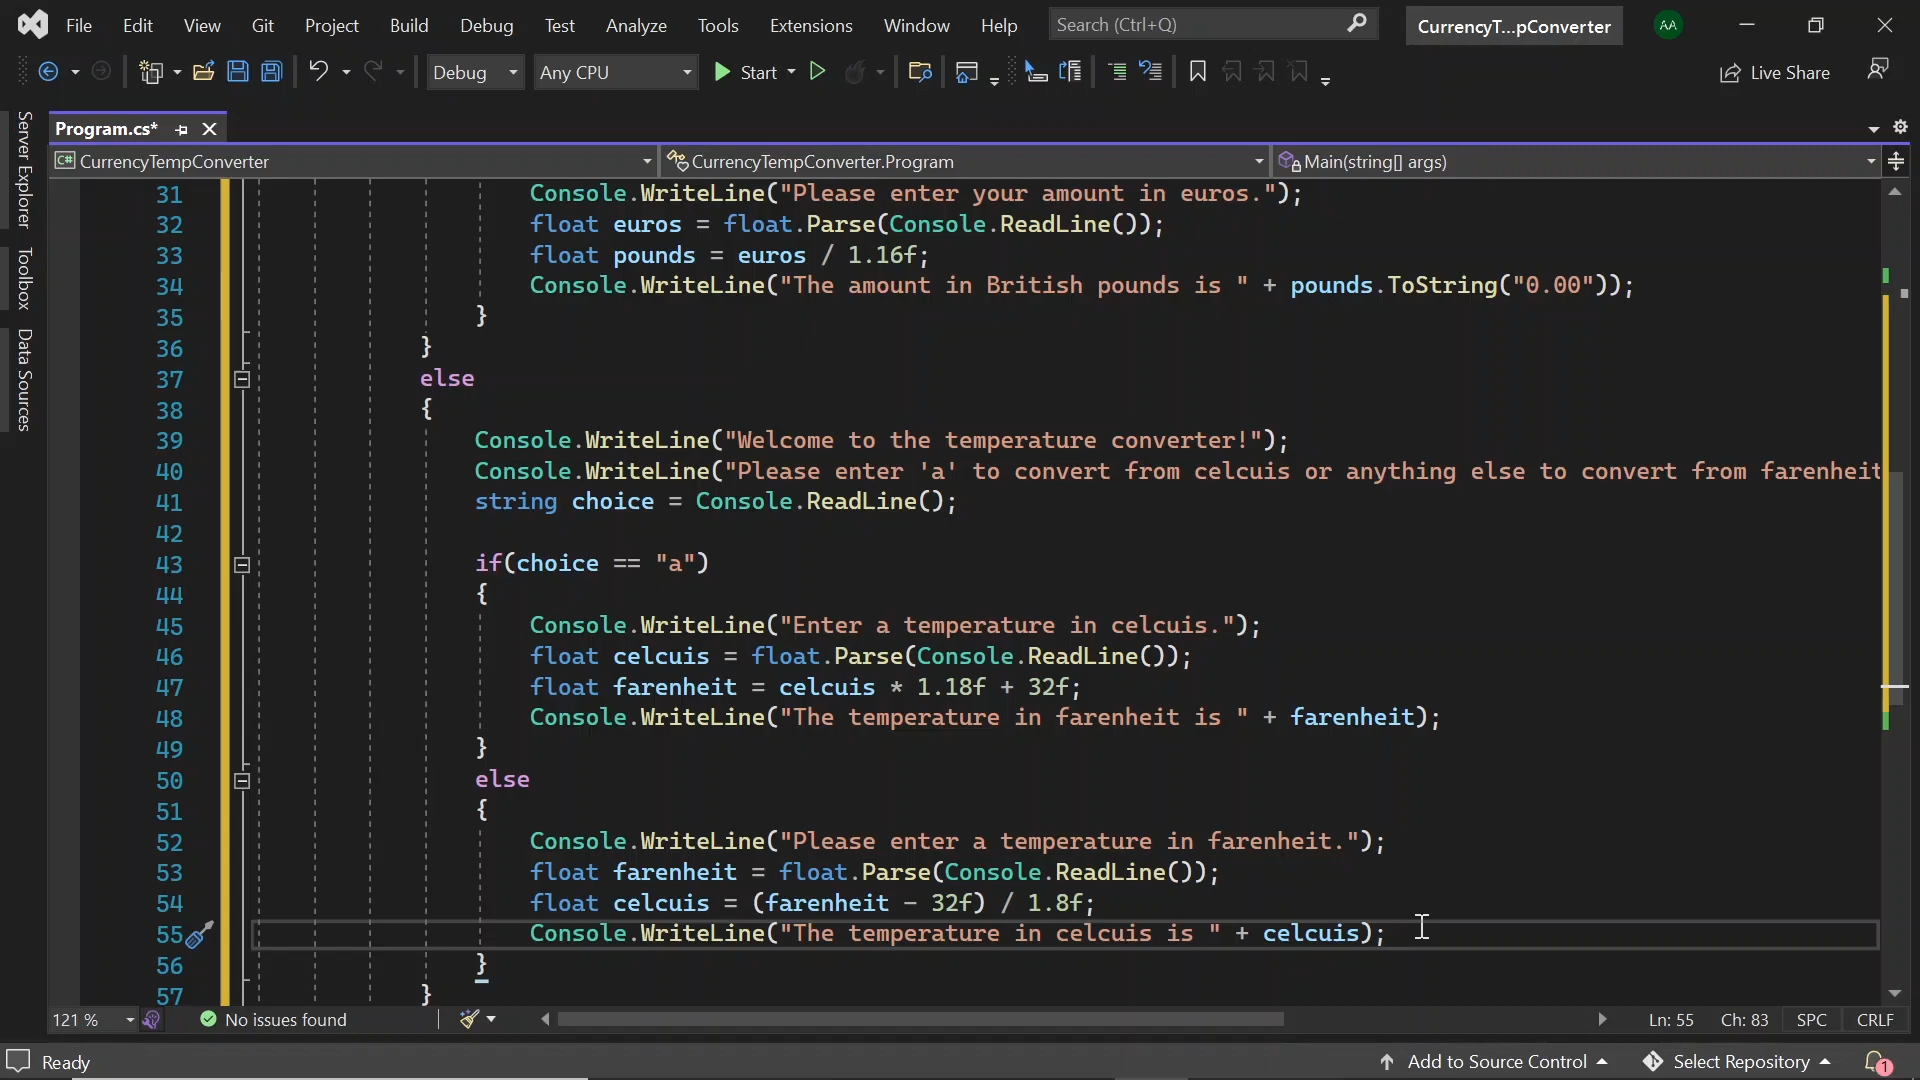 File Edit View Git Project Build Debug Test Analyze Tools Extensions Window Help Search (Ctrl+Q) CurrencyT...pConverter AA
Debug Any CPU Start Live Share
Server Explorer
Toolbox
Data Sources
Program.cs*
CurrencyTempConverter CurrencyTempConverter.Program Main(string[] args)
31 Console.WriteLine("Please enter your amount in euros.");
32 float euros = float.Parse(Console.ReadLine());
33 float pounds = euros / 1.16f;
34 Console.WriteLine("The amount in British pounds is " + pounds.ToString("0.00"));
35 }
36 }
37 else
38 {
39 Console.WriteLine("Welcome to the temperature converter!");
40 Console.WriteLine("Please enter 'a' to convert from celcuis or anything else to convert from farenheit
41 string choice = Console.ReadLine();
42
43 if(choice == "a")
44 {
45 Console.WriteLine("Enter a temperature in celcuis.");
46 float celcuis = float.Parse(Console.ReadLine());
47 float farenheit = celcuis * 1.18f + 32f;
48 Console.WriteLine("The temperature in farenheit is " + farenheit);
49 }
50 else
51 {
52 Console.WriteLine("Please enter a temperature in farenheit.");
53 float farenheit = float.Parse(Console.ReadLine());
54 float celcuis = (farenheit - 32f) / 1.8f;
55 Console.WriteLine("The temperature in celcuis is " + celcuis);
56 }
57 }
121 % No issues found Ln: 55 Ch: 83 SPC CRLF
Ready Add to Source Control Select Repository 1